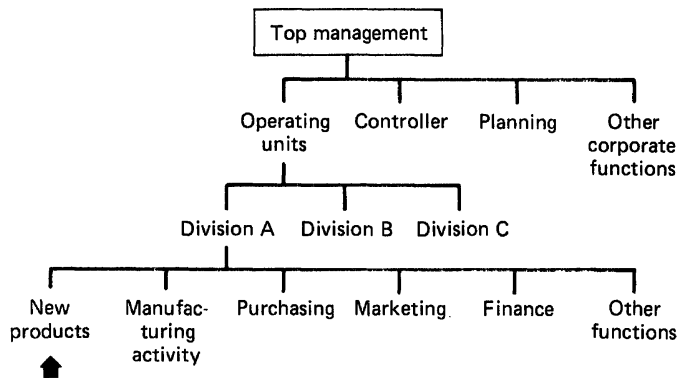 Top management
Operating units
Controller
Planning
Other corporate functions
Division A
Division B
Division C
New products
Manufac-
turing
activity
Purchasing
Marketing
Finance
Other functions